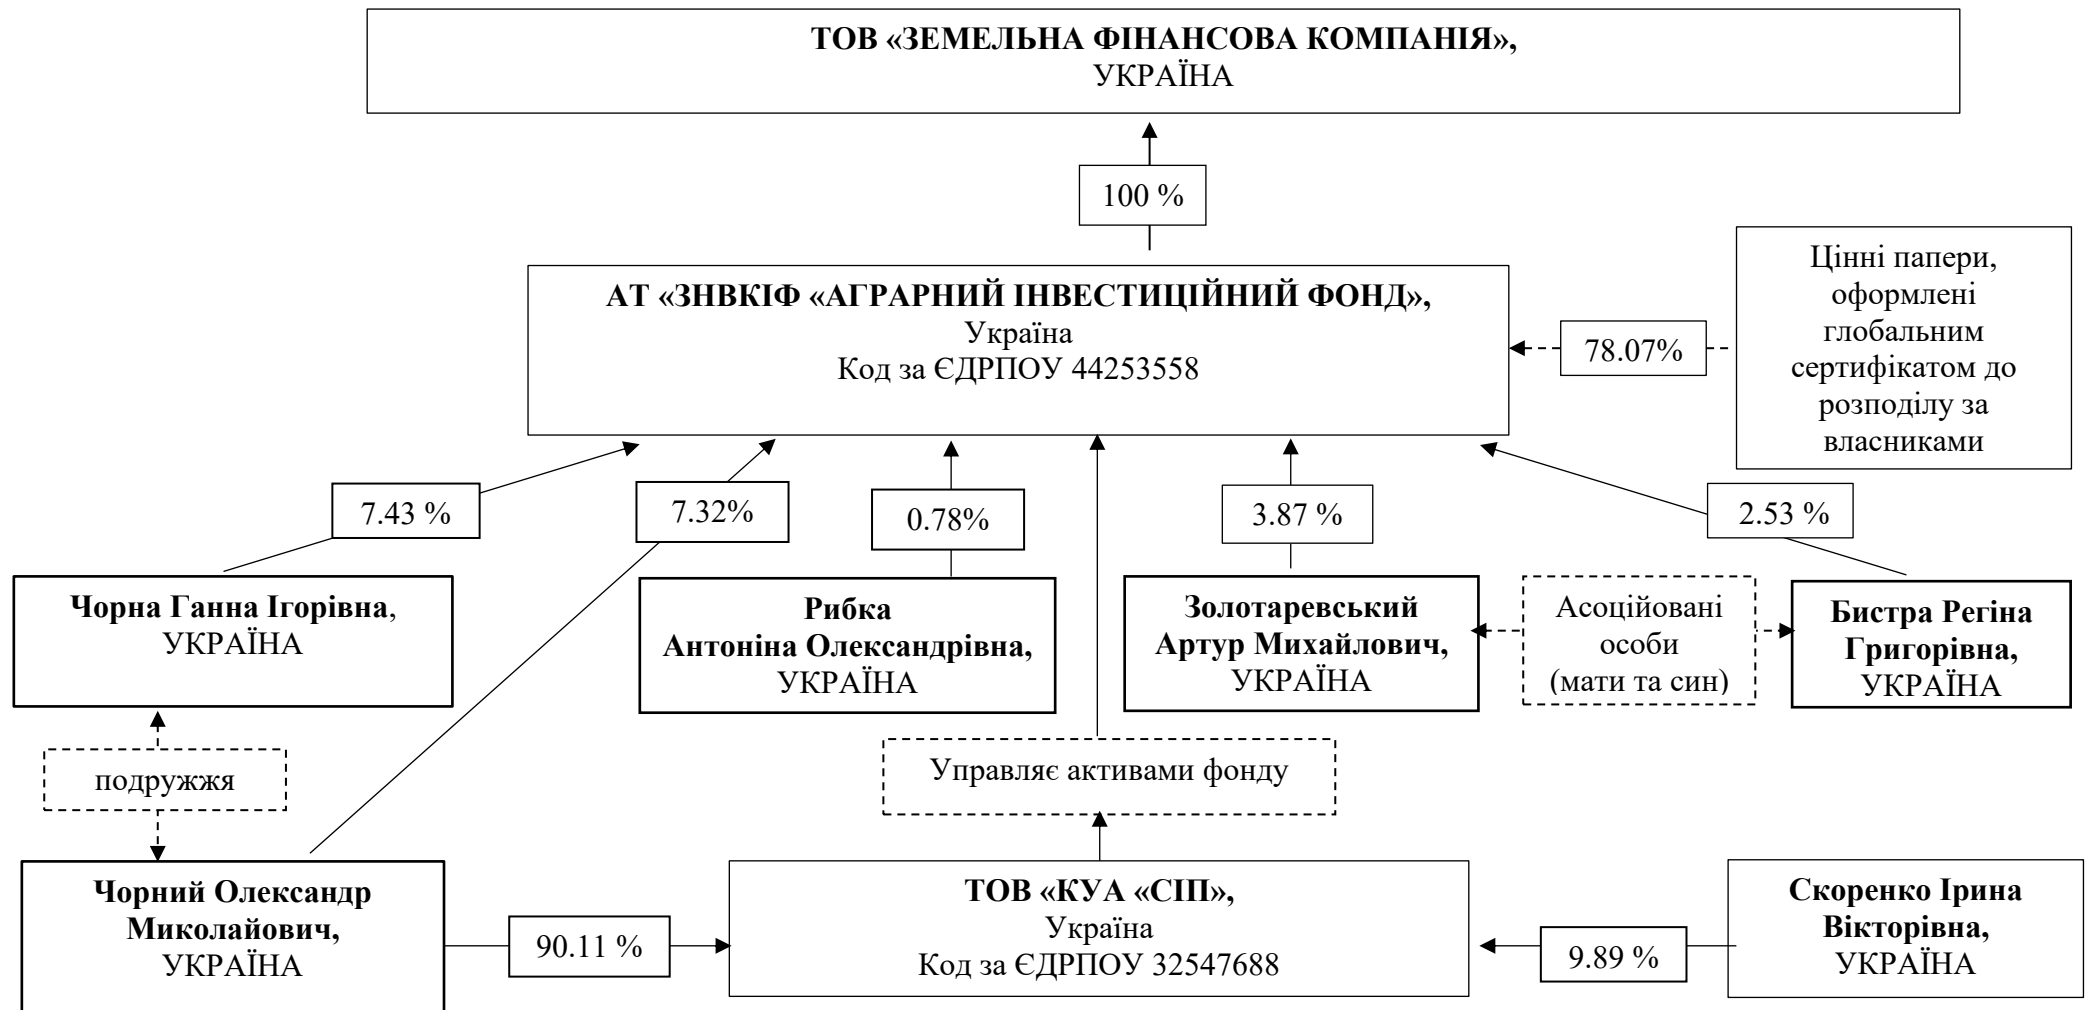 ТОВ «ЗЕМЕЛЬНА ФІНАНСОВА КОМПАНІЯ»,
УКРАЇНА
100 %
АТ «ЗНВКІФ «АГРАРНИЙ ІНВЕСТИЦІЙНИЙ ФОНД»,
Україна
Код за ЄДРПОУ 44253558
78.07%
Цінні папери,
оформлені
глобальним
сертифікатом до
розподілу за
власниками
7.43 %
7.32%
0.78%
3.87 %
2.53 %
Чорна Ганна Ігорівна,
УКРАЇНА
Рибка
Антоніна Олександрівна,
УКРАЇНА
Золотаревський
Артур Михайлович,
УКРАЇНА
Асоційовані
особи
(мати та син)
Бистра Регіна
Григорівна,
УКРАЇНА
подружжя
Управляє активами фонду
Чорний Олександр
Миколайович,
УКРАЇНА
90.11 %
ТОВ «КУА «СІП»,
Україна
Код за ЄДРПОУ 32547688
9.89 %
Скоренко Ірина
Вікторівна,
УКРАЇНА